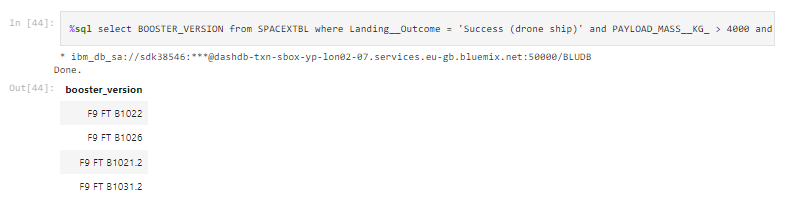 In [44]: %sql select BOOSTER_VERSION from SPACEXTBL where Landing__Outcome = 'Success (drone ship)' and PAYLOAD_MASS__KG_ > 4000 and
* ibm_db_sa://sdk38546:***@dashdb-txn-sbox-yp-lon02-07.services.eu-gb.bluemix.net:50000/BLUDB
Done.
Out[44]: booster_version
F9 FT B1022
F9 FT B1026
F9 FT B1021.2
F9 FT B1031.2